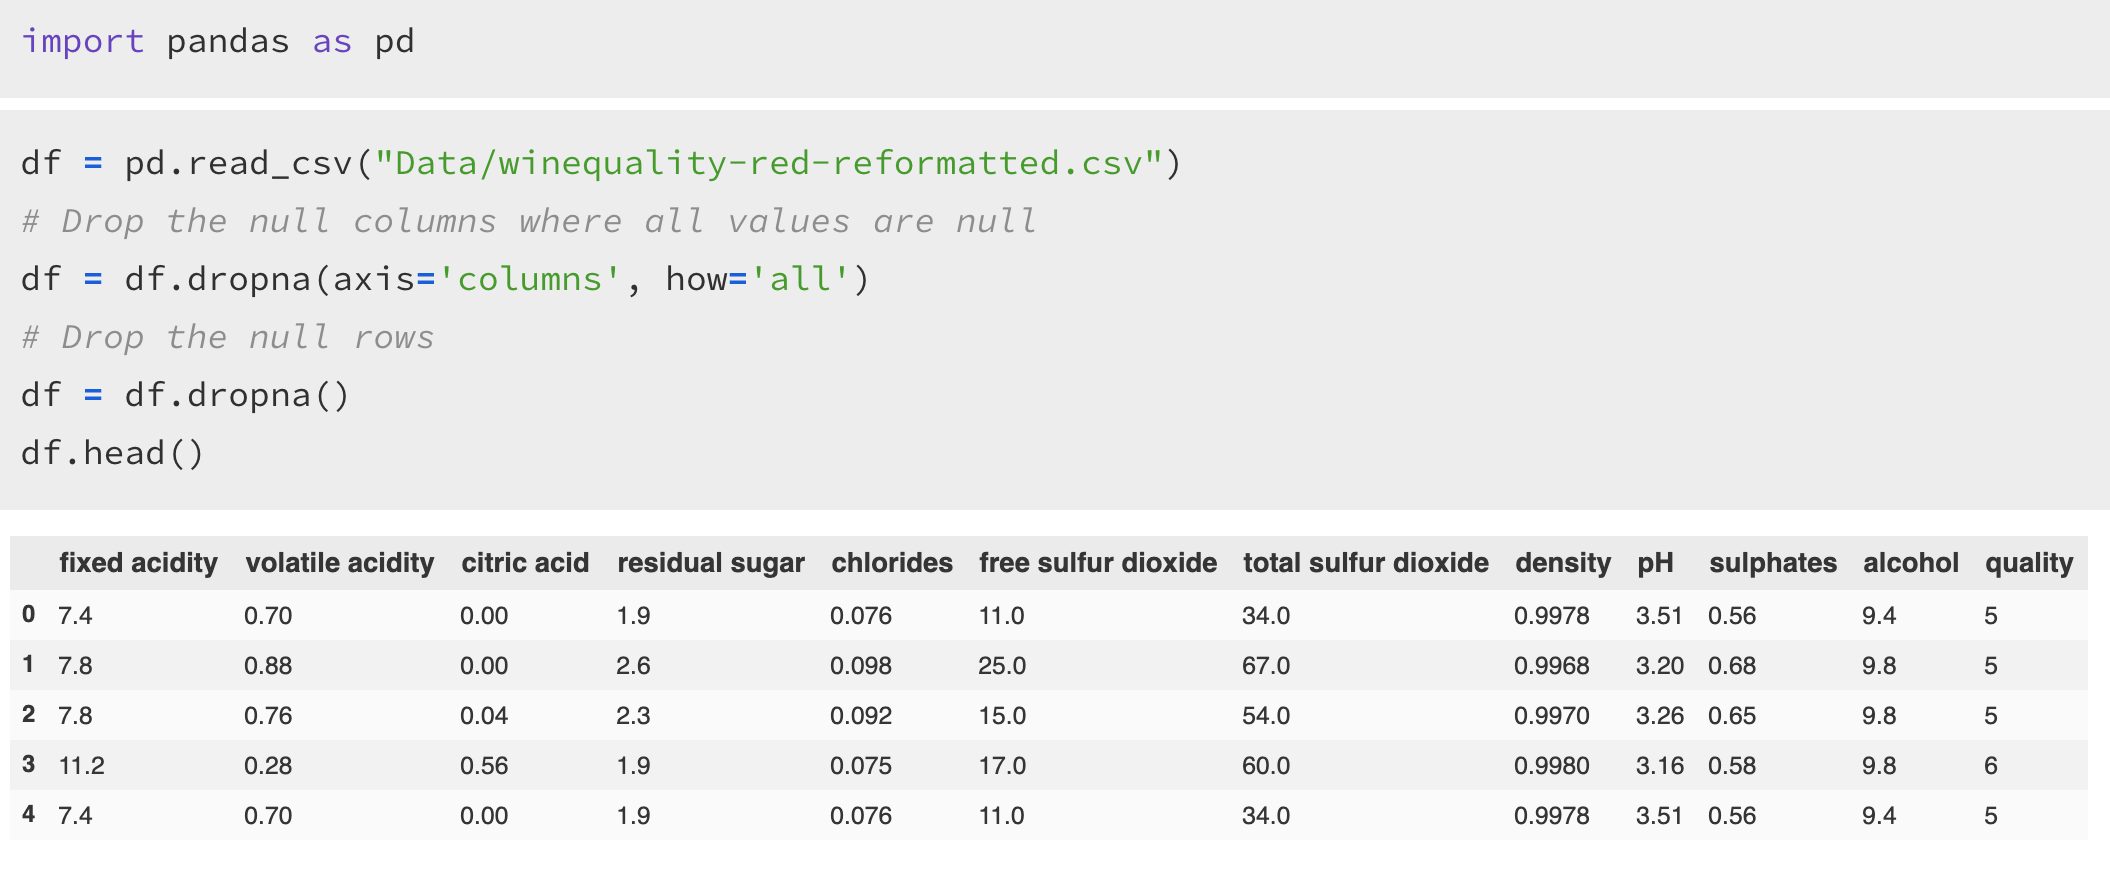 import pandas as pd
df = pd.read_csv("Data/winequality-red-reformatted.csv")
# Drop the null columns where all values are null
df = df.dropna(axis='columns', how='all')
# Drop the null rows
df = df.dropna()
df.head()
fixed acidity volatile acidity citric acid residual sugar chlorides free sulfur dioxide total sulfur dioxide density pH sulphates alcohol quality
0 7.4 0.70 0.00 1.9 0.076 11.0 34.0 0.9978 3.51 0.56 9.4 5
1 7.8 0.88 0.00 2.6 0.098 25.0 67.0 0.9968 3.20 0.68 9.8 5
2 7.8 0.76 0.04 2.3 0.092 15.0 54.0 0.9970 3.26 0.65 9.8 5
3 11.2 0.28 0.56 1.9 0.075 17.0 60.0 0.9980 3.16 0.58 9.8 6
4 7.4 0.70 0.00 1.9 0.076 11.0 34.0 0.9978 3.51 0.56 9.4 5